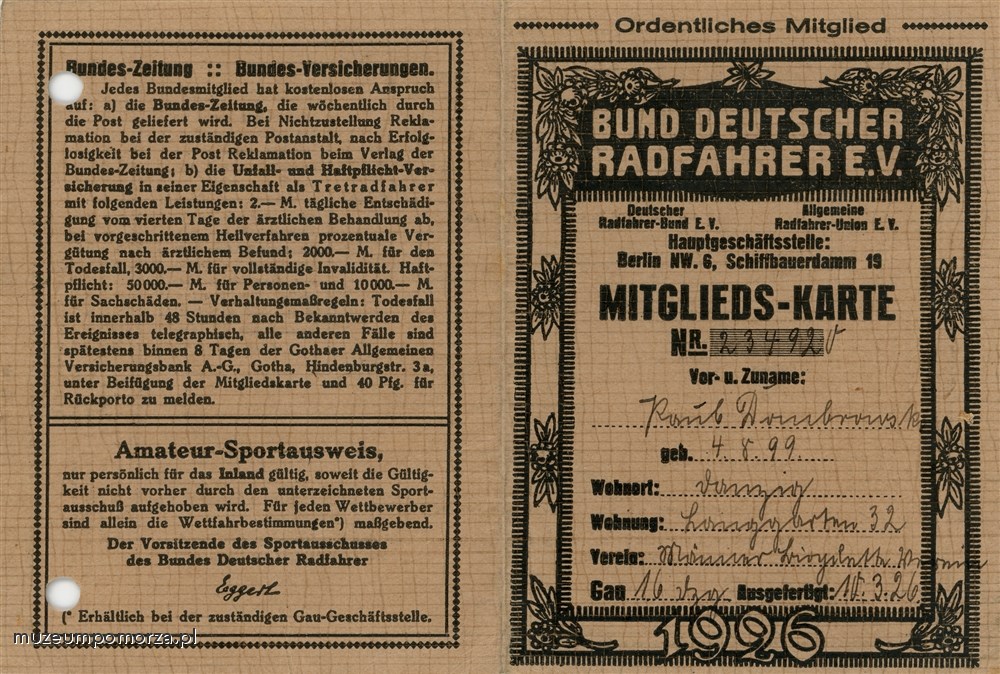 Bundes-Zeitung :: Bundes-Versicherungen.
Jedes Bundesmitglied hat kostenlosen Anspruch
auf: a) die Bundes-Zeitung, die wöchentlich durch
die Post geliefert wird. Bei Nichtzustellung Rekla-
mation bei der zuständigen Postanstalt, nach Erfolg-
losigkeit bei der Post Reklamation beim Verlag der
Bundes-Zeitung; b) die Unfall- und Haftpflicht-Ver-
sicherung in seiner Eigenschaft als Tretradfahrer
mit folgenden Leistungen: 2.— M. tägliche Entschädi-
gung vom vierten Tage der ärztlichen Behandlung ab,
bei vorgeschrittenem Heilverfahren prozentuale Ver-
gütung nach ärztlichem Befund; 2000.— M. für den
Todesfall, 3000.— M. für vollständige Invalidität. Haft-
pflicht: 50000.— M. für Personen- und 10000.— M.
für Sachschäden. — Verhaltungsmaßregeln: Todesfall
ist innerhalb 48 Stunden nach Bekanntwerden des
Ereignisses telegraphisch, alle anderen Fälle sind
spätestens binnen 8 Tagen der Gothaer Allgemeinen
Versicherungsbank A.-G., Gotha, Hindenburgstr. 3a,
unter Beifügung der Mitgliedskarte und 40 Pfg. für
Rückporto zu melden.
Amateur-Sportausweis,
nur persönlich für das Inland gültig, soweit die Gültig-
keit nicht vorher durch den unterzeichneten Sport-
ausschuß aufgehoben wird. Für jeden Wettbewerber
sind allein die Wettfahrbestimmungen*) maßgebend.
Der Vorsitzende des Sportausschusses
des Bundes Deutscher Radfahrer
Eggert
(* Erhältlich bei der zuständigen Gau-Geschäftsstelle.
muzeumpomorza.pl
Ordentliches Mitglied
BUND DEUTSCHER
RADFAHRER E.V.
Deutscher Allgemeine
Radfahrer-Bund E. V. Radfahrer-Union E. V.
Hauptgeschäftsstelle:
Berlin NW. 6, Schiffbauerdamm 19
MITGLIEDS-KARTE
NR. 23492
Vor- u. Zuname:
Dombrowsk
geb. 4.8.99.
Wohnort: Danzig
Wohnung: Langgarten 32
Verein: Männer
Gau 16 Dzg Ausgefertigt: 3.26
1926